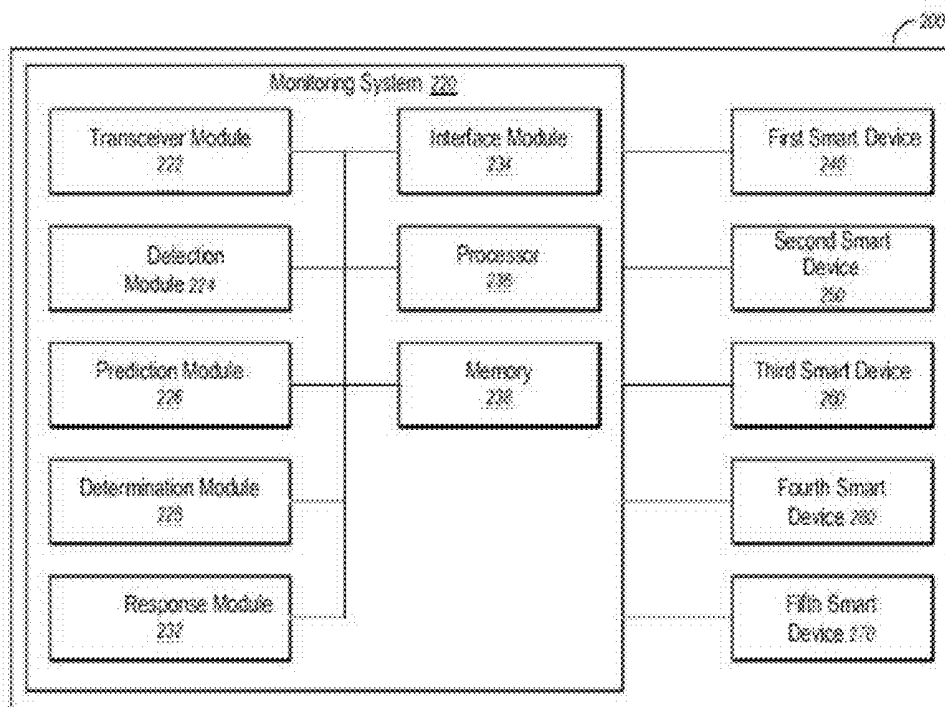 200
Monitoring System 220
Transceiver Module
222
Interface Module
234
First Smart Device
240
Detection
Module 224
Processor
236
Second Smart
Device
250
Prediction Module
226
Memory
238
Third Smart Device
260
Determination Module
Fourth Smart
Device
Response Module
232
Fifth Smart
Device 270